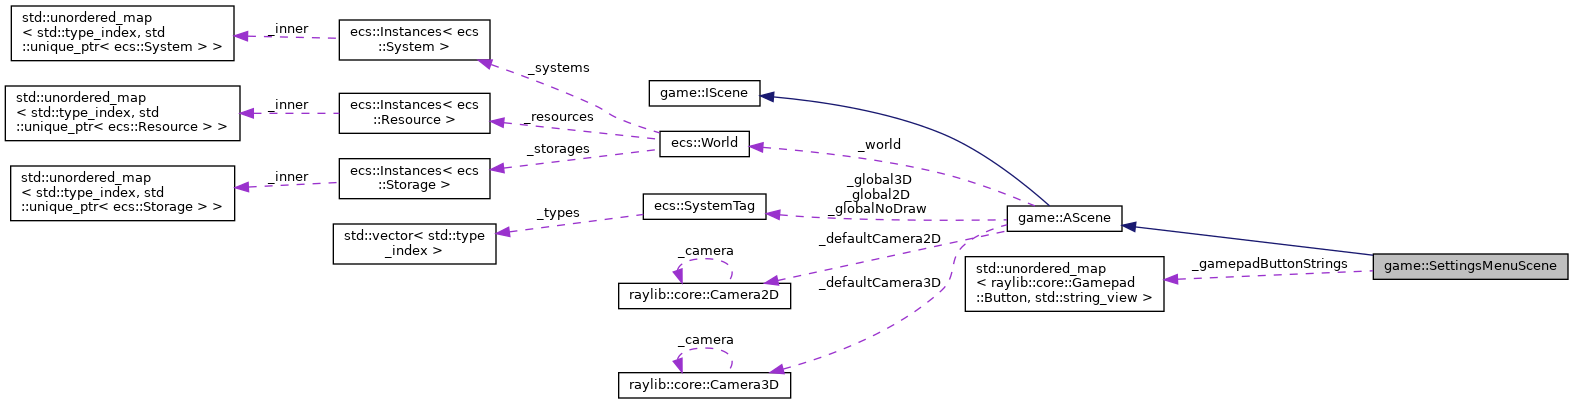 std::unordered_map
< std::type_index, std
::unique_ptr< ecs::System > >
_inner
ecs::Instances< ecs
::System >
_systems
std::unordered_map
< std::type_index, std
::unique_ptr< ecs::Resource > >
_inner
ecs::Instances< ecs
::Resource >
_resources
std::unordered_map
< std::type_index, std
::unique_ptr< ecs::Storage > >
_inner
ecs::Instances< ecs
::Storage >
_storages
game::IScene
ecs::World
_world
ecs::SystemTag
_global3D
_global2D
_globalNoDraw
_types
std::vector< std::type
_index >
game::AScene
_defaultCamera2D
_camera
raylib::core::Camera2D
_defaultCamera3D
_camera
raylib::core::Camera3D
std::unordered_map
< raylib::core::Gamepad
::Button, std::string_view >
_gamepadButtonStrings
game::SettingsMenuScene